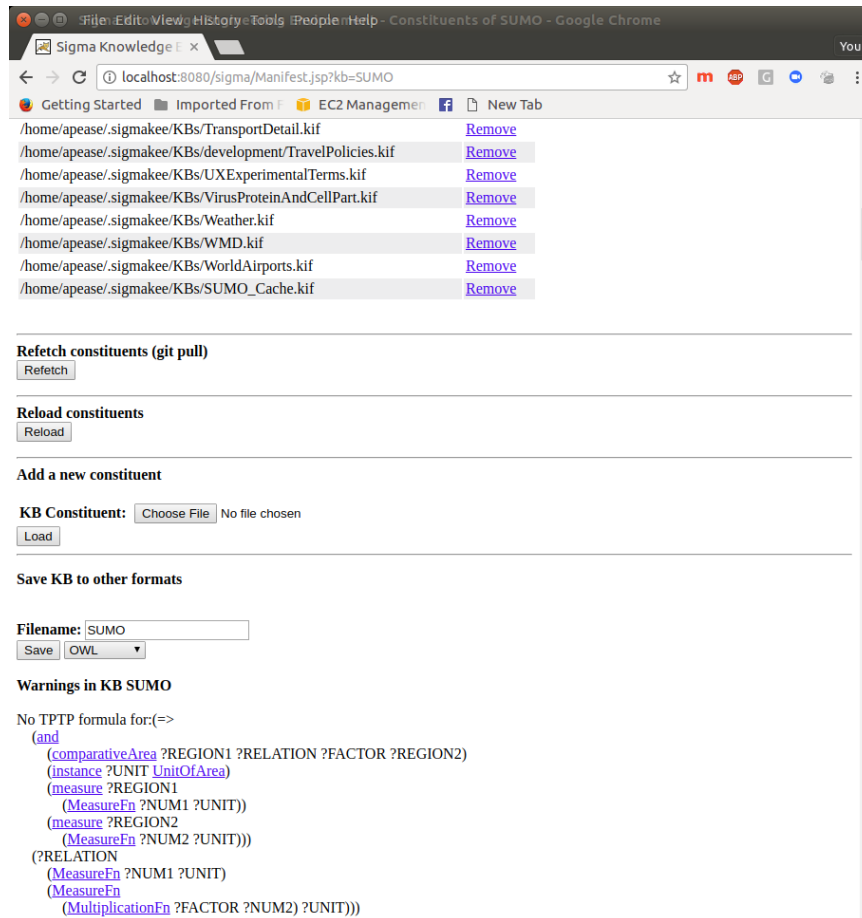 File Edit View History Tools People Help - Constituents of SUMO - Google Chrome
Sigma Knowledge E ×
You
localhost:8080/sigma/Manifest.jsp?kb=SUMO
Getting Started Imported From F EC2 Managemen New Tab
/home/apease/.sigmakee/KBs/TransportDetail.kif Remove
/home/apease/.sigmakee/KBs/development/TravelPolicies.kif Remove
/home/apease/.sigmakee/KBs/UXExperimentalTerms.kif Remove
/home/apease/.sigmakee/KBs/VirusProteinAndCellPart.kif Remove
/home/apease/.sigmakee/KBs/Weather.kif Remove
/home/apease/.sigmakee/KBs/WMD.kif Remove
/home/apease/.sigmakee/KBs/WorldAirports.kif Remove
/home/apease/.sigmakee/KBs/SUMO_Cache.kif Remove
Refetch constituents (git pull)
Refetch
Reload constituents
Reload
Add a new constituent
KB Constituent: Choose File No file chosen
Load
Save KB to other formats
Filename: SUMO
Save OWL
Warnings in KB SUMO
No TPTP formula for:(=>
(and
(comparativeArea ?REGION1 ?RELATION ?FACTOR ?REGION2)
(instance ?UNIT UnitOfArea)
(measure ?REGION1
(MeasureFn ?NUM1 ?UNIT))
(measure ?REGION2
(MeasureFn ?NUM2 ?UNIT)))
(?RELATION
(MeasureFn ?NUM1 ?UNIT)
(MeasureFn
(MultiplicationFn ?FACTOR ?NUM2) ?UNIT)))